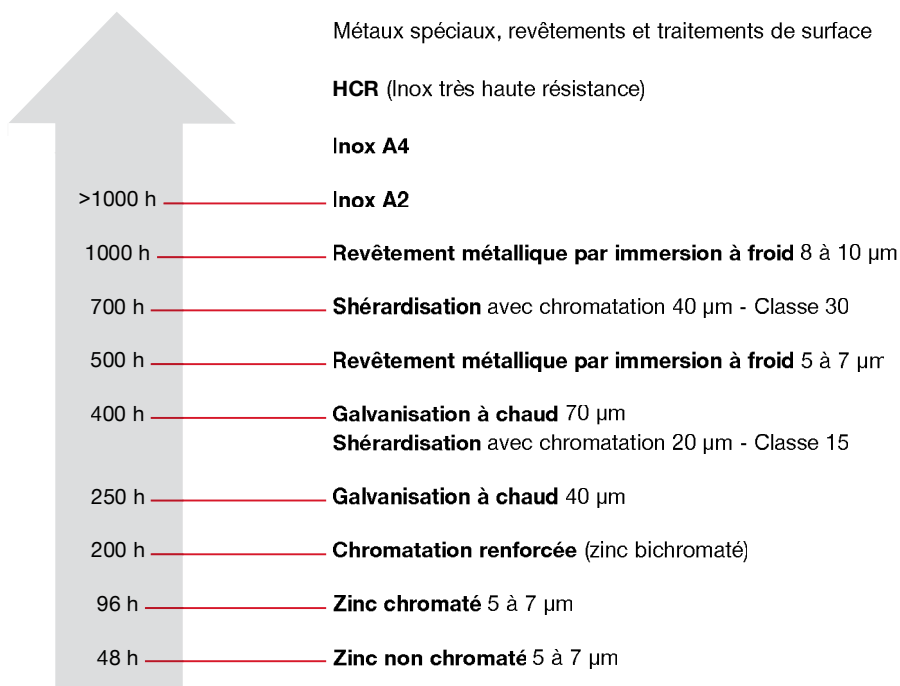 Métaux spéciaux, revêtements et traitements de surface
HCR (Inox très haute résistance)
Inox A4
>1000 h Inox A2
1000 h Revêtement métallique par immersion à froid 8 à 10 µm
700 h Shérardisation avec chromatation 40 µm - Classe 30
500 h Revêtement métallique par immersion à froid 5 à 7 µm
400 h Galvanisation à chaud 70 µm
Shérardisation avec chromatation 20 µm - Classe 15
250 h Galvanisation à chaud 40 µm
200 h Chromatation renforcée (zinc bichromaté)
96 h Zinc chromaté 5 à 7 µm
48 h Zinc non chromaté 5 à 7 µm